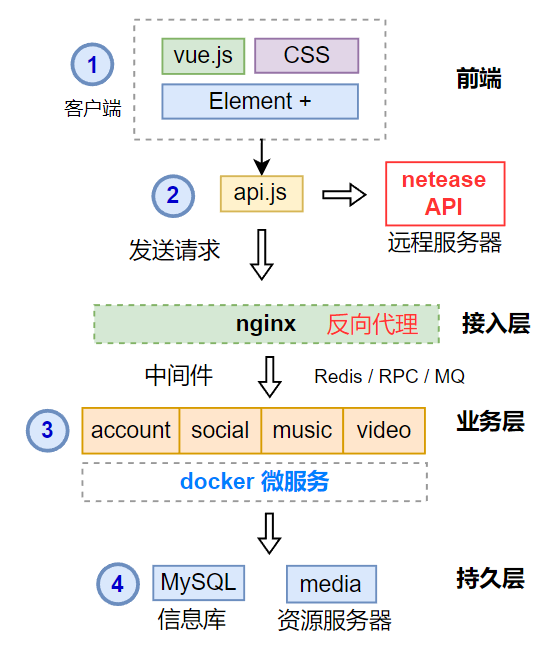 1
客户端
vue.js
CSS
Element +
前端
2
api.js
netease
API
发送请求
远程服务器
nginx 反向代理
接入层
中间件
Redis / RPC / MQ
3
account social music video
业务层
docker 微服务
4
MySQL
media
持久层
信息库
资源服务器